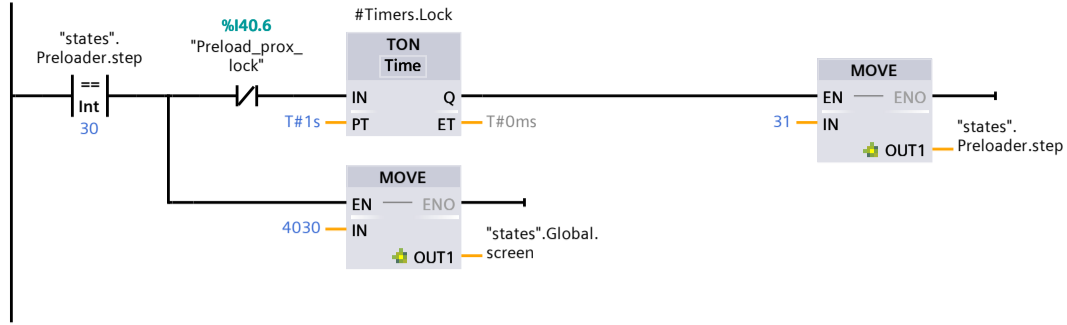 #Timers.Lock
%I40.6
"states".
Preloader.step
"Preload_prox_
lock"
TON
Time
==
Int
30
IN
Q
T#1s
PT
ET
T#0ms
MOVE
EN
ENO
31
IN
OUT1
"states".
Preloader.step
MOVE
EN
ENO
4030
IN
OUT1
"states".Global.
screen